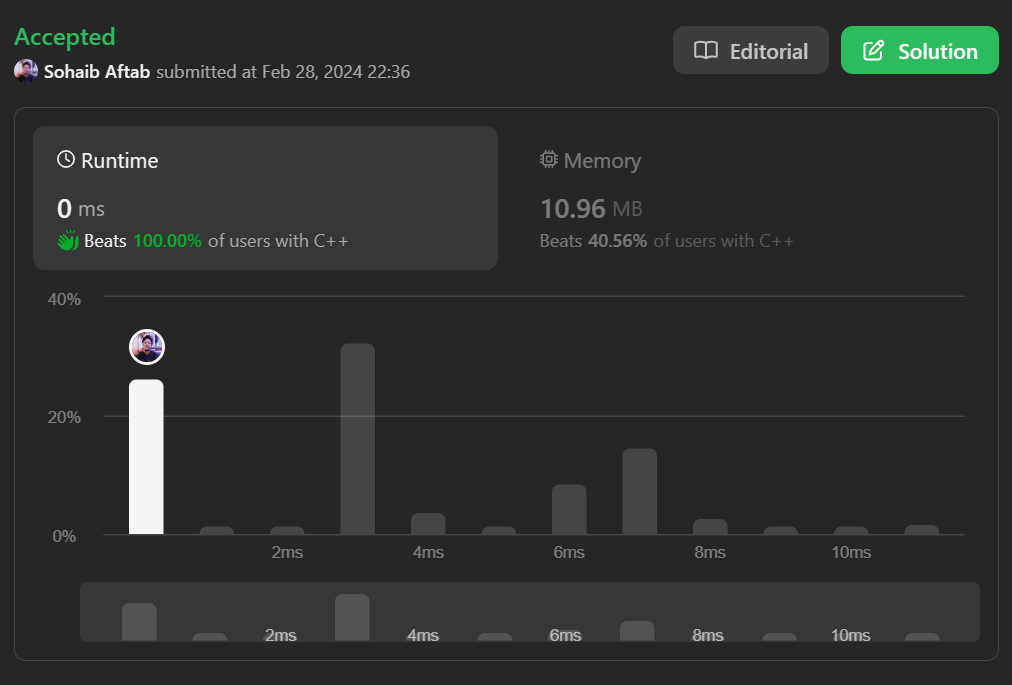 Accepted
Sohaib Aftab submitted at Feb 28, 2024 22:36
Editorial
Solution
Runtime
0 ms
Beats 100.00% of users with C++
Memory
10.96 MB
Beats 40.56% of users with C++
40%
20%
0%
2ms 4ms 6ms 8ms 10ms
2ms 4ms 6ms 8ms 10ms